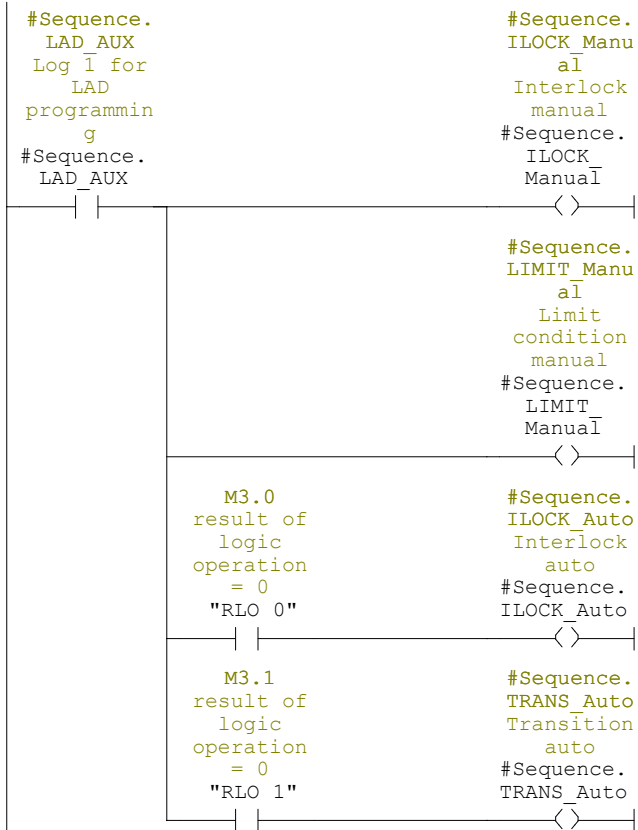 #Sequence.
LAD_AUX
Log 1 for
LAD
programmin
g
#Sequence.
LAD_AUX
#Sequence.
ILOCK_Manu
al
Interlock
manual
#Sequence.
ILOCK_
Manual
#Sequence.
LIMIT_Manu
al
Limit
condition
manual
#Sequence.
LIMIT_
Manual
M3.0
result of
logic
operation
= 0
"RLO 0"
#Sequence.
ILOCK_Auto
Interlock
auto
#Sequence.
ILOCK_Auto
M3.1
result of
logic
operation
= 0
"RLO 1"
#Sequence.
TRANS_Auto
Transition
auto
#Sequence.
TRANS_Auto